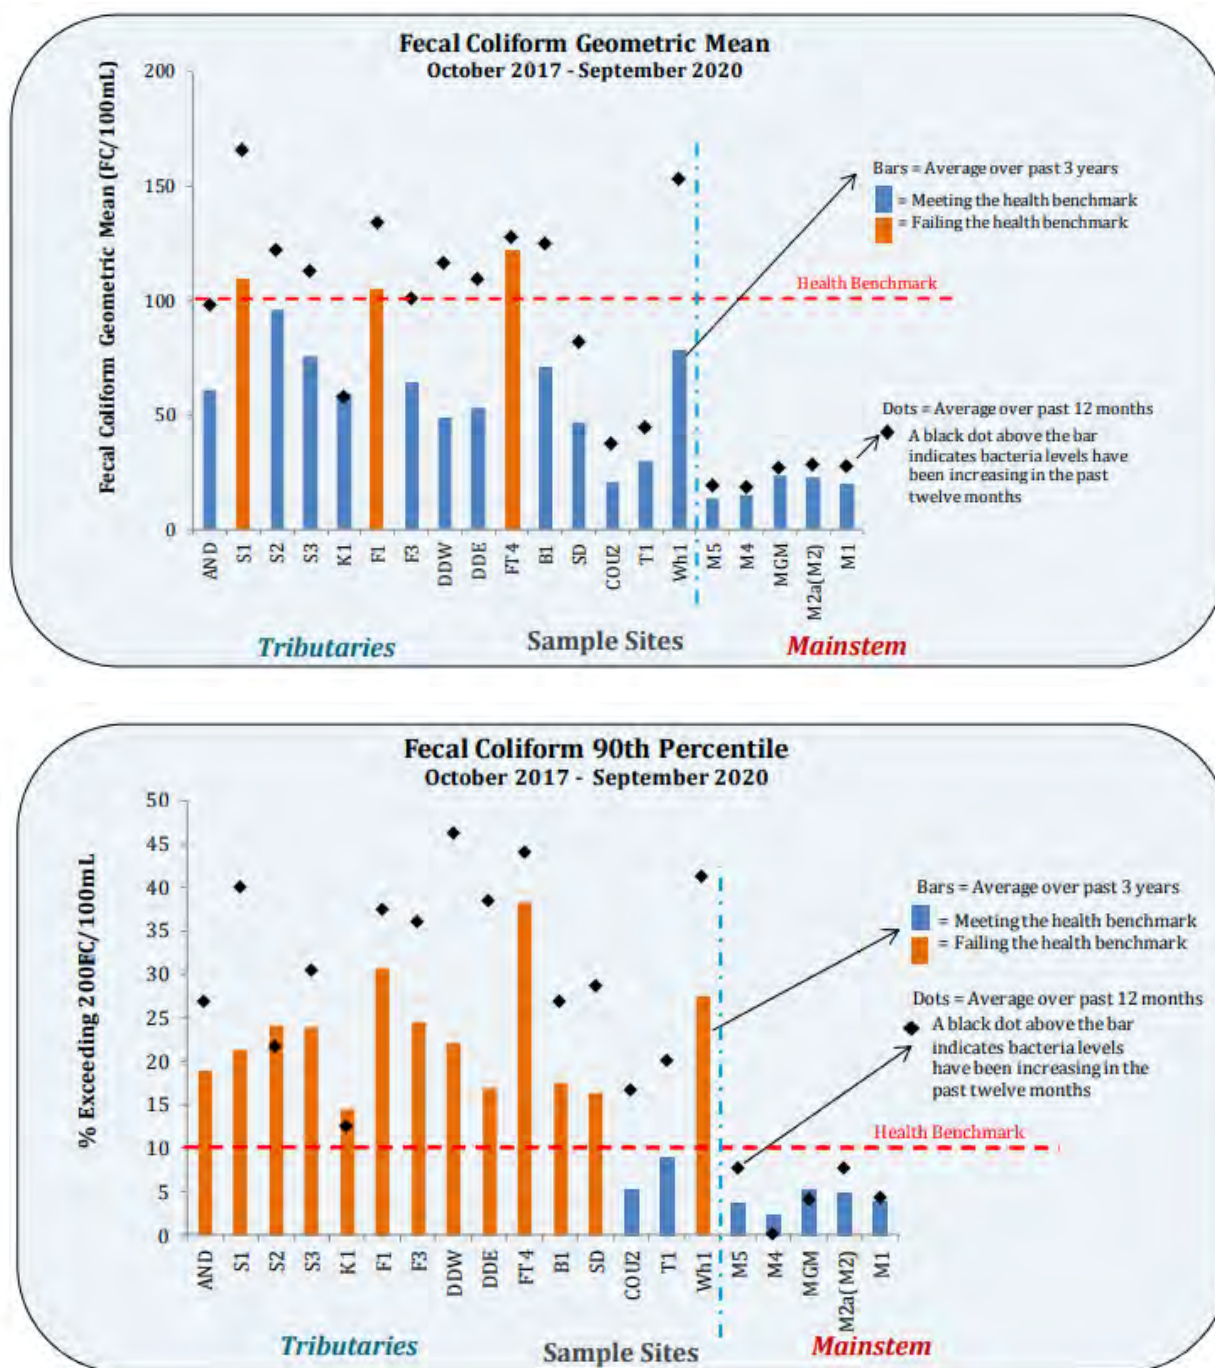 Fecal Coliform Geometric Mean
October 2017 - September 2020
Fecal Coliform Geometric Mean (FC/100mL)
200
150
100
50
0
Bars = Average over past 3 years
= Meeting the health benchmark
= Failing the health benchmark
Health Benchmark
Dots = Average over past 12 months
A black dot above the bar
indicates bacteria levels have
been increasing in the past
twelve months
AND
S1
S2
S3
K1
F1
F3
DDW
DDE
FT4
B1
SD
COU2
T1
Wh1
M5
M4
MGM
M2a(M2)
M1
Tributaries
Sample Sites
Mainstem
Fecal Coliform 90th Percentile
October 2017 - September 2020
% Exceeding 200FC/100mL
50
45
40
35
30
25
20
15
10
5
0
Bars = Average over past 3 years
= Meeting the health benchmark
= Failing the health benchmark
Dots = Average over past 12 months
A black dot above the bar
indicates bacteria levels
have been increasing in the
past twelve months
Health Benchmark
AND
S1
S2
S3
K1
F1
F3
DDW
DDE
FT4
B1
SD
COU2
T1
Wh1
M5
M4
MGM
M2a(M2)
M1
Tributaries
Sample Sites
Mainstem